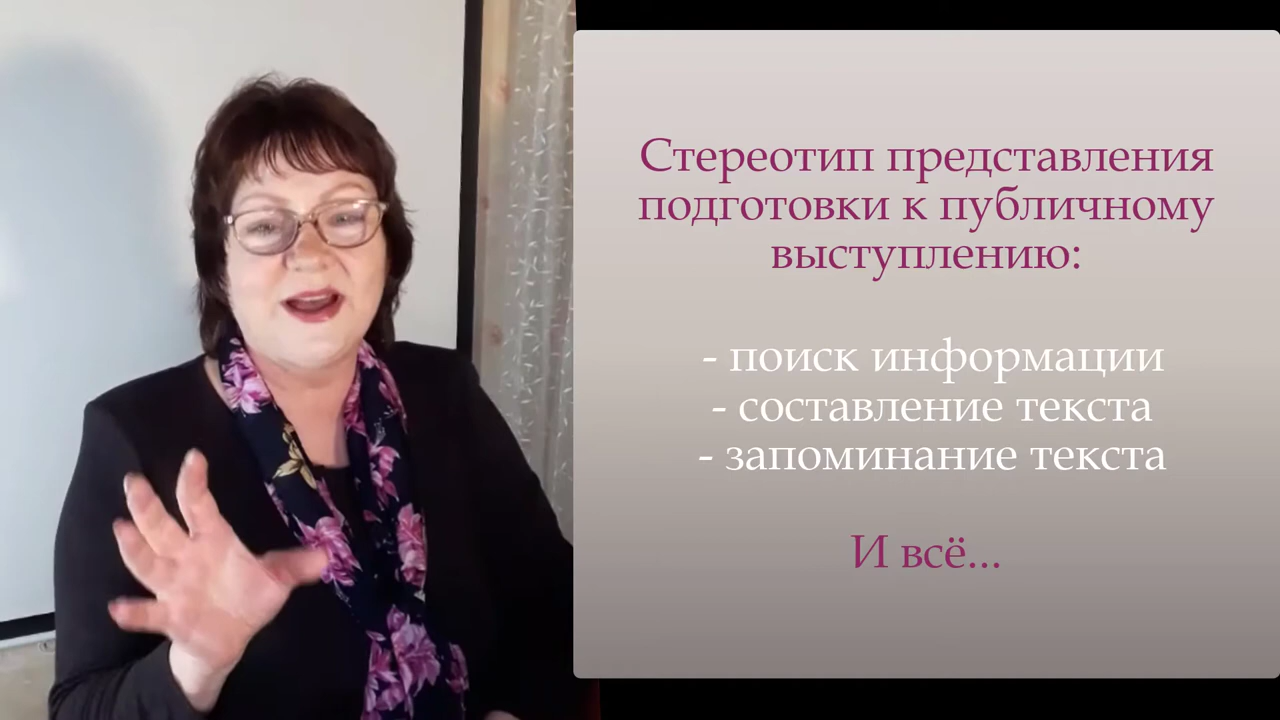 Стереотип представления
подготовки к публичному
выступлению:
- поиск информации
- составление текста
- запоминание текста
И всё...